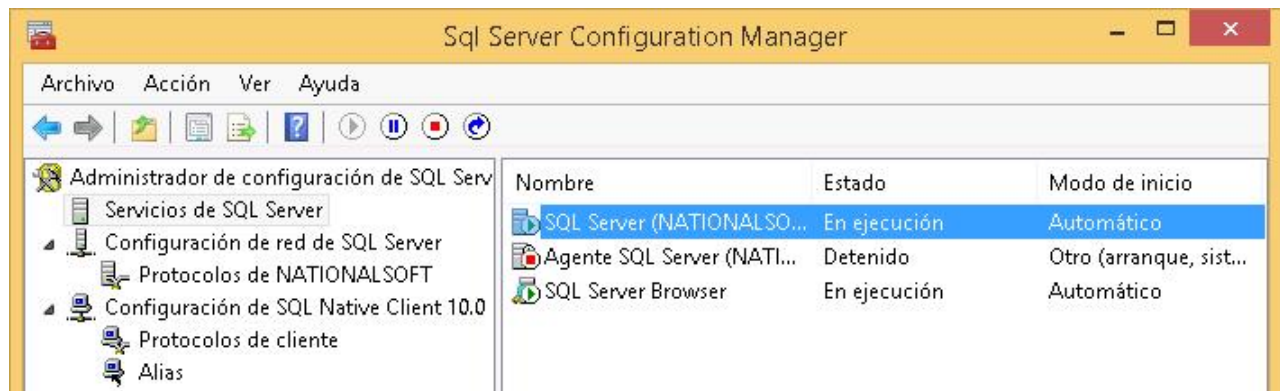 Sql Server Configuration Manager
Archivo Acción Ver Ayuda
Administrador de configuración de SQL Serv
Servicios de SQL Server
Configuración de red de SQL Server
Protocolos de NATIONALSOFT
Configuración de SQL Native Client 10.0
Protocolos de cliente
Alias
Nombre Estado Modo de inicio
SQL Server (NATIONALSO... En ejecución Automático
Agente SQL Server (NATI... Detenido Otro (arranque, sist...
SQL Server Browser En ejecución Automático